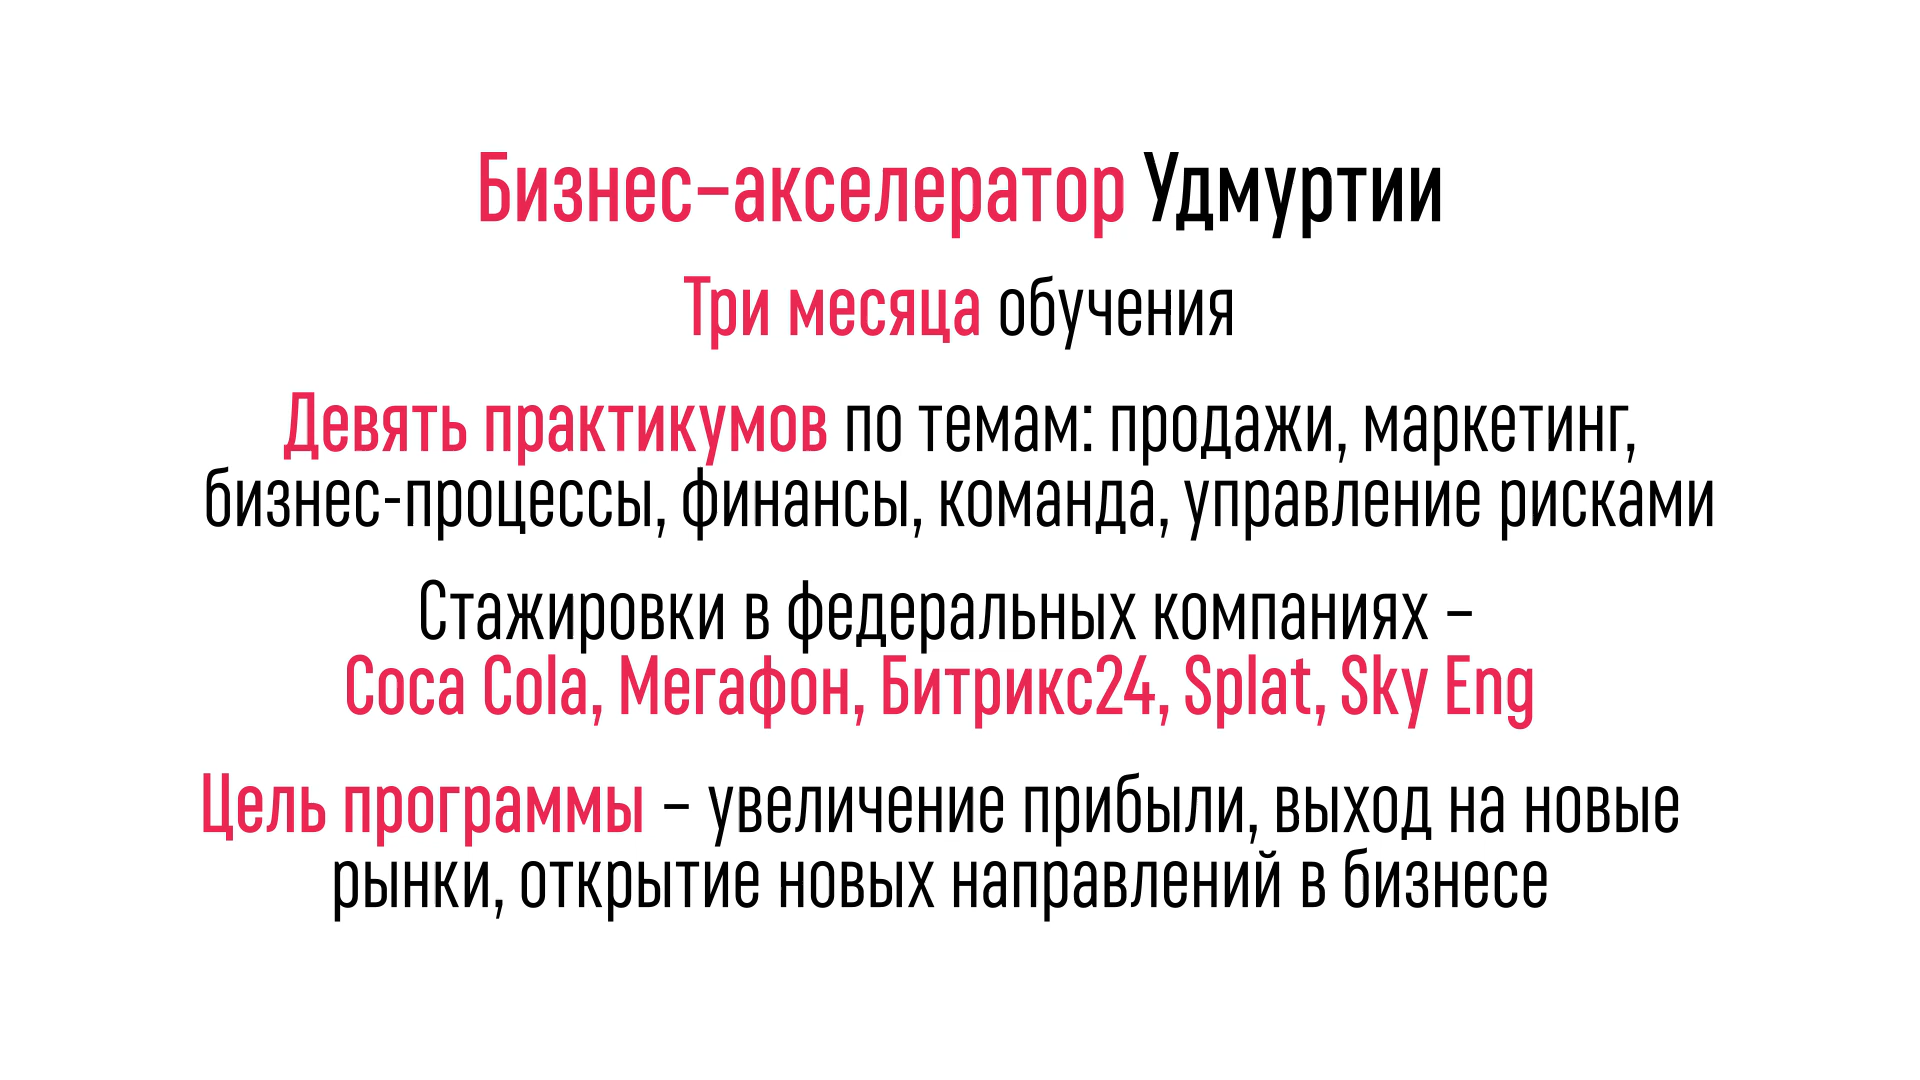 Бизнес–акселератор Удмуртии
Три месяца обучения
Девять практикумов по темам: продажи, маркетинг,
бизнес-процессы, финансы, команда, управление рисками
Стажировки в федеральных компаниях –
Coca Cola, Мегафон, Битрикс24, Splat, Sky Eng
Цель программы – увеличение прибыли, выход на новые
рынки, открытие новых направлений в бизнесе